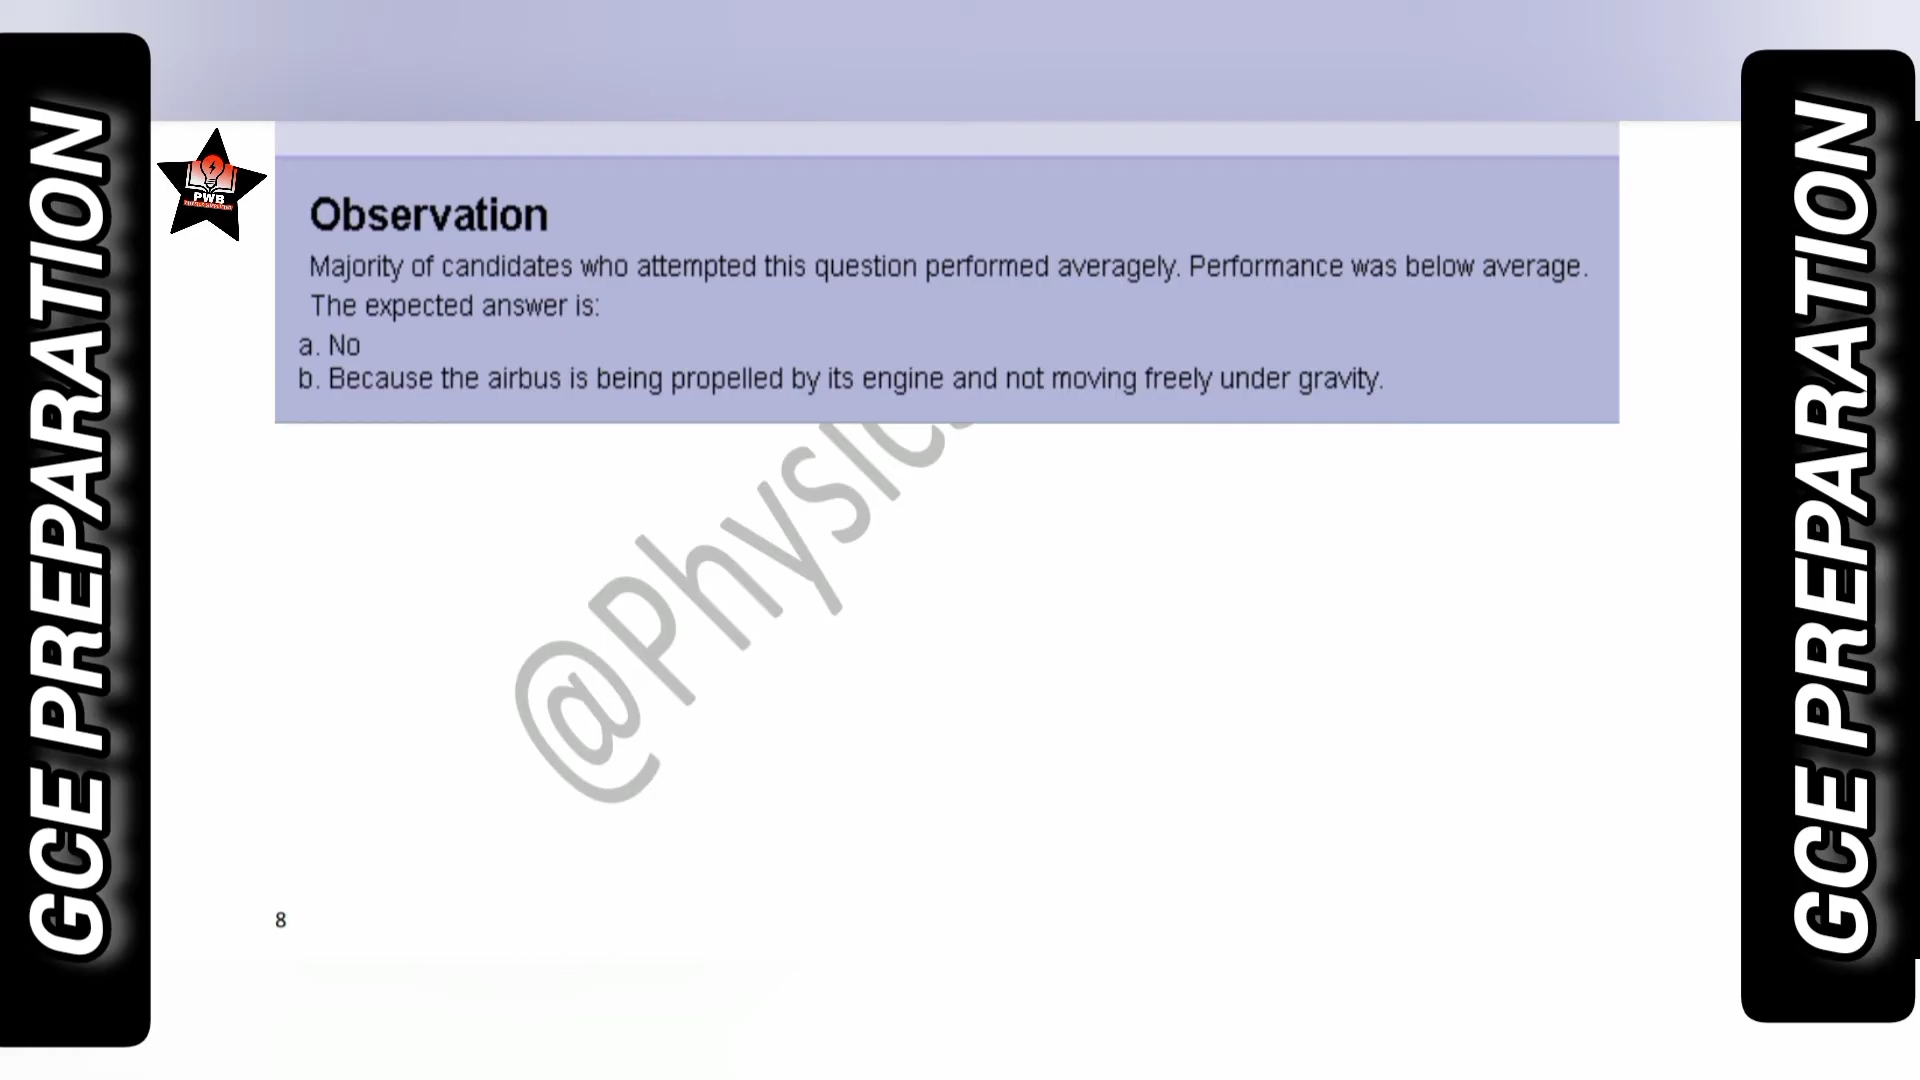 GCE PREPARATION
PWB
Observation
Majority of candidates who attempted this question performed averagely. Performance was below average.
The expected answer is:
a. No
b. Because the airbus is being propelled by its engine and not moving freely under gravity.
@Physics
8
GCE PREPARATION